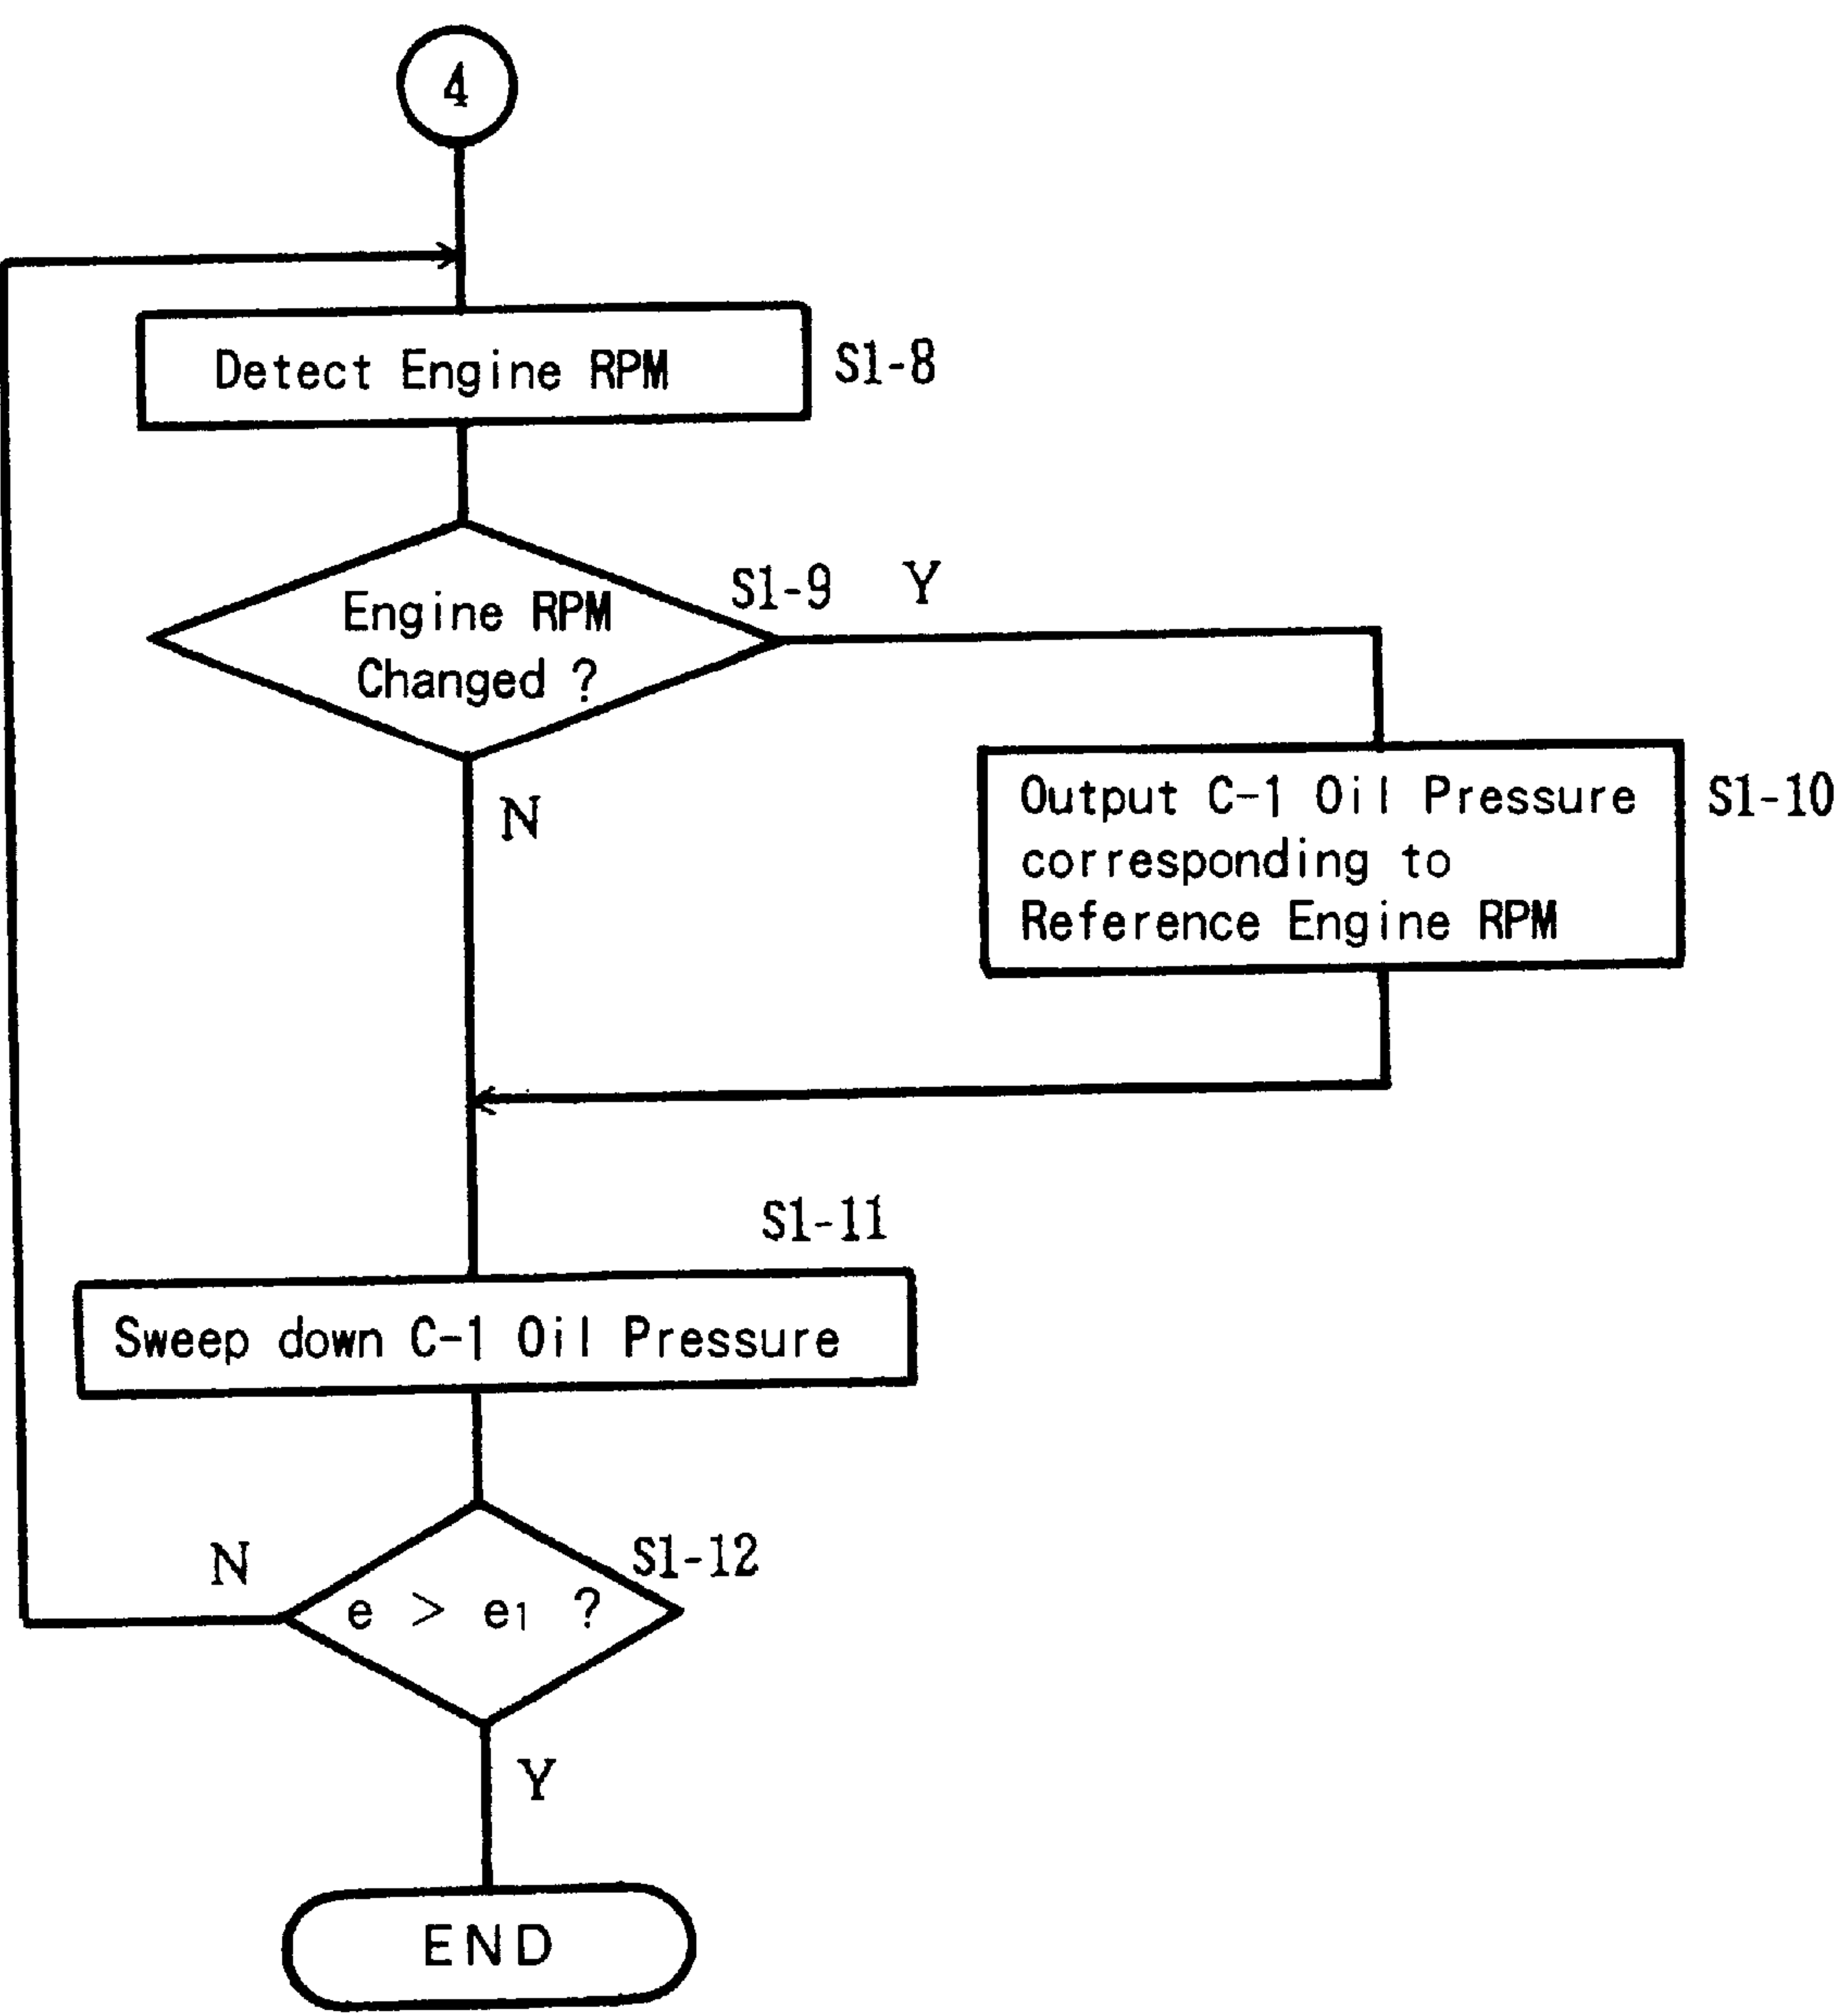 4
Detect Engine RPM
S1-8
Engine RPM
Changed ?
S1-9
Y
N
Output C-1 Oil Pressure
corresponding to
Reference Engine RPM
S1-10
S1-11
Sweep down C-1 Oil Pressure
S1-12
N
e > e₁ ?
Y
END